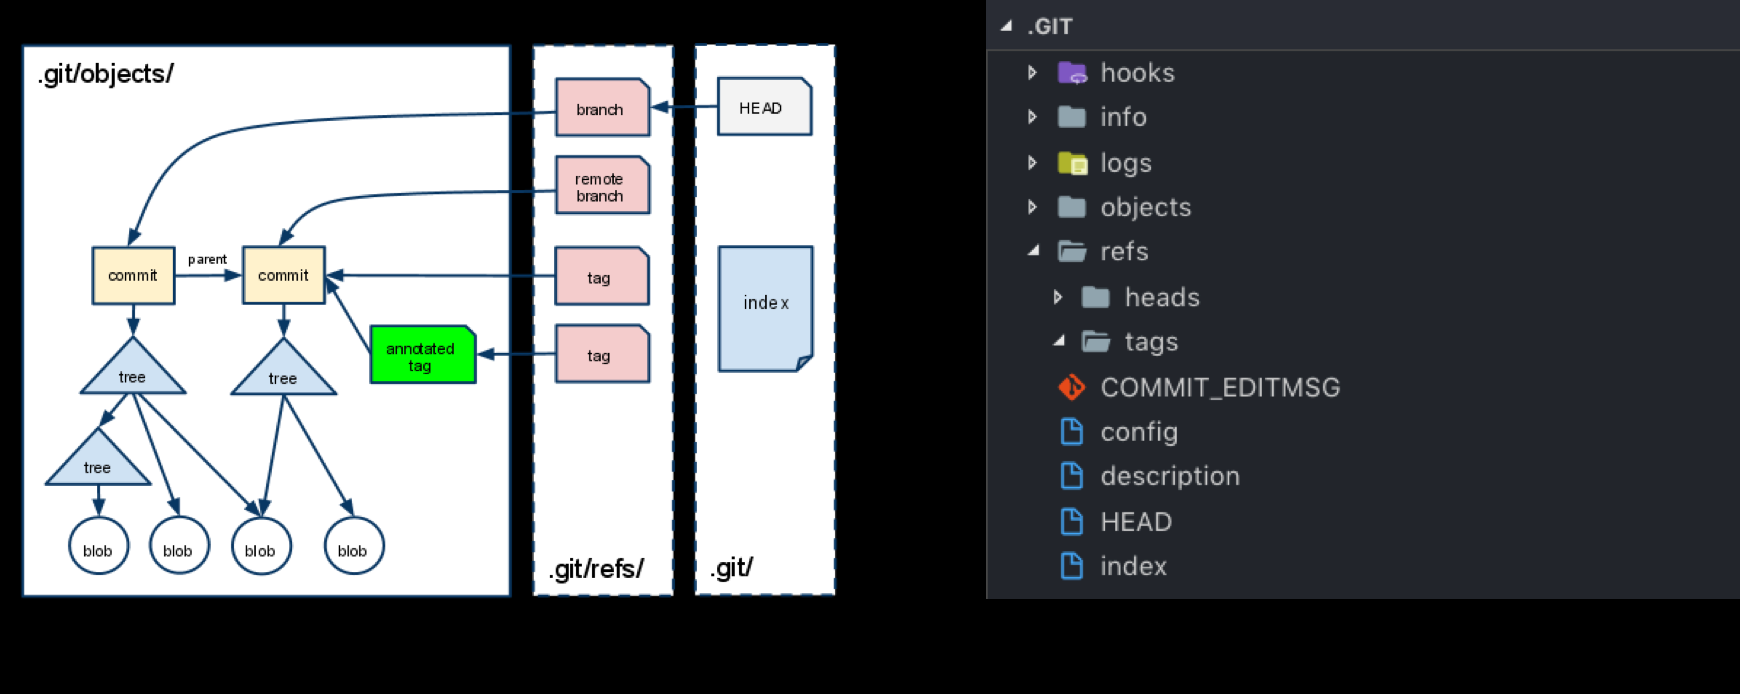 .git/objects/
branch
HEAD
remote
branch
commit
parent
commit
tag
index
annotated
tag
tag
tree
tree
tree
blob
blob
blob
blob
.git/refs/
.git/
.GIT
hooks
info
logs
objects
refs
heads
tags
COMMIT_EDITMSG
config
description
HEAD
index